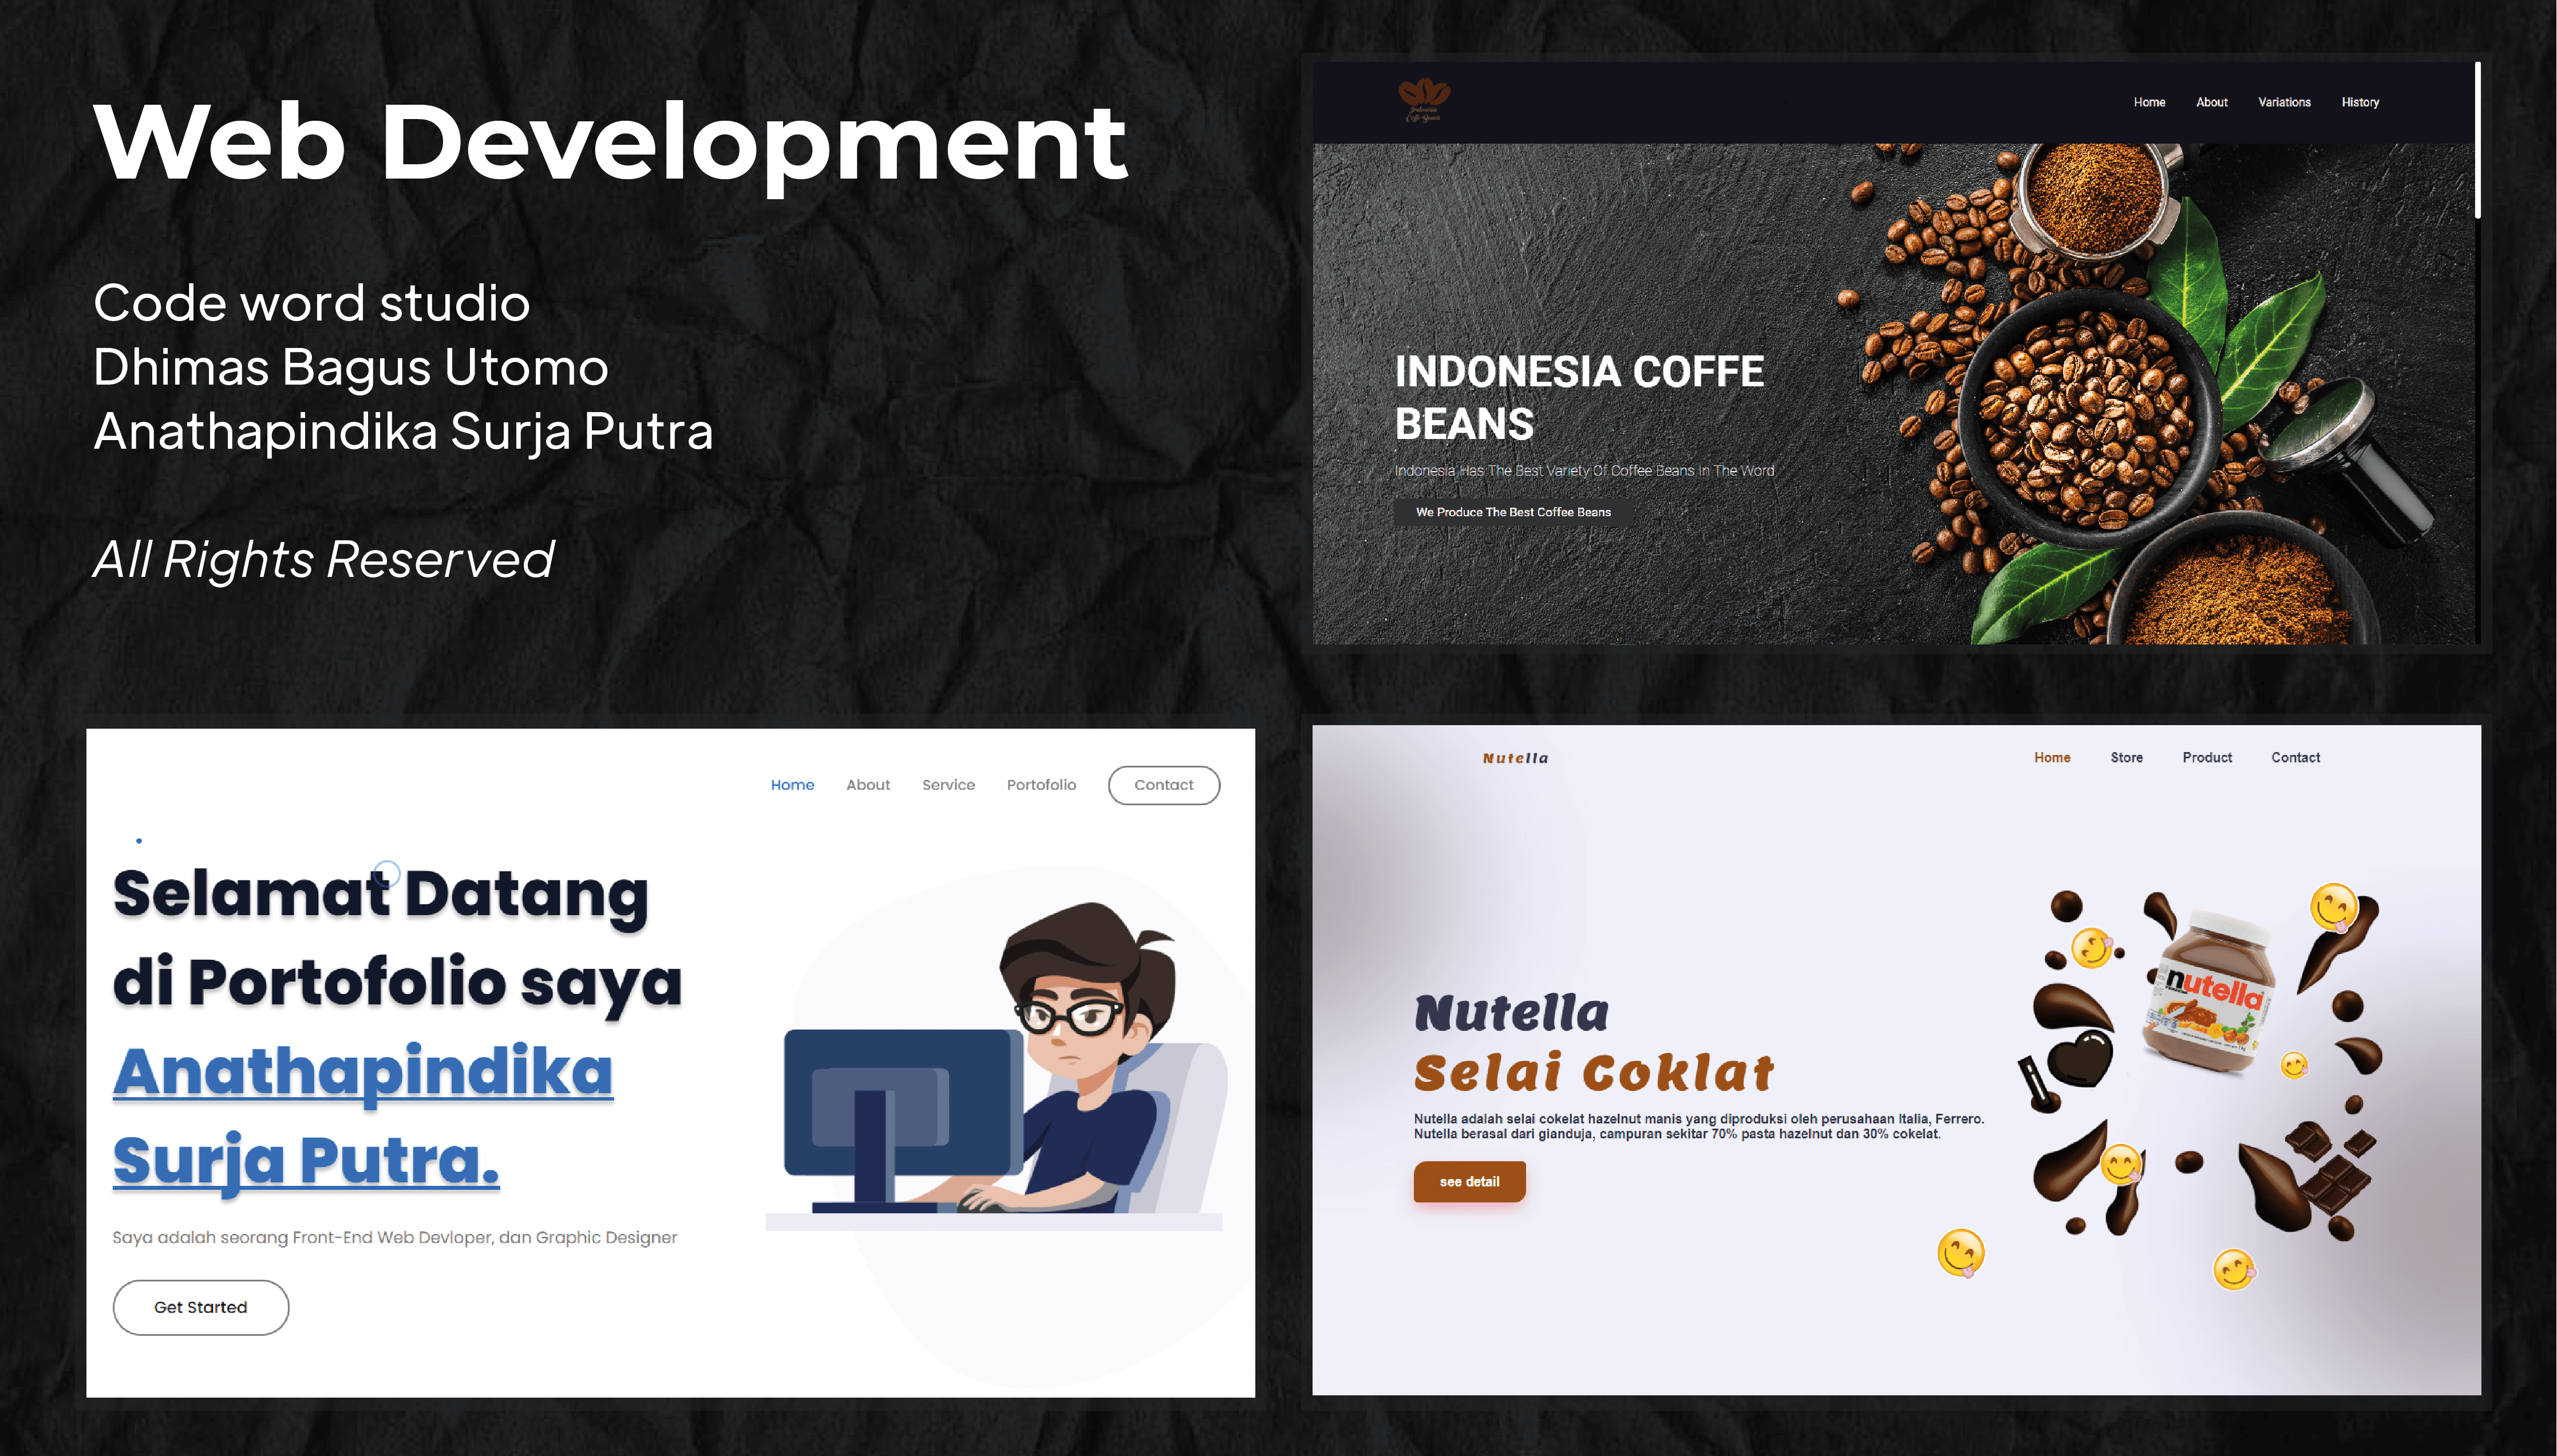 Web Development
Code word studio
Dhimas Bagus Utomo
Anathapindika Surja Putra
All Rights Reserved
Indonesia
Coffe Beans
Home About Variations History
INDONESIA COFFE
BEANS
Indonesia Has The Best Variety Of Coffee Beans In The Word
We Produce The Best Coffee Beans
Home About Service Portofolio Contact
Selamat Datang
di Portofolio saya
Anathapindika
Surja Putra.
Saya adalah seorang Front-End Web Devloper, dan Graphic Designer
Get Started
Nutella
Home Store Product Contact
Nutella
Selai Coklat
Nutella adalah selai cokelat hazelnut manis yang diproduksi oleh perusahaan Italia, Ferrero.
Nutella berasal dari gianduja, campuran sekitar 70% pasta hazelnut dan 30% cokelat.
see detail
nutella